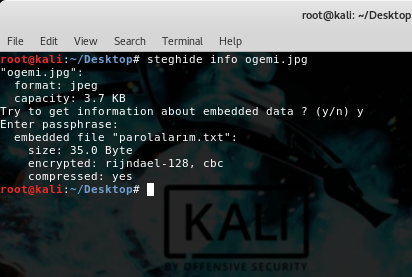 root@kali: ~/Desktop
File Edit View Search Terminal Help
root@kali:~/Desktop# steghide info ogemi.jpg
"ogemi.jpg":
  format: jpeg
  capacity: 3.7 KB
Try to get information about embedded data ? (y/n) y
Enter passphrase:
  embedded file "parolalarım.txt":
    size: 35.0 Byte
    encrypted: rijndael-128, cbc
    compressed: yes
root@kali:~/Desktop#
KALI
BY OFFENSIVE SECURITY